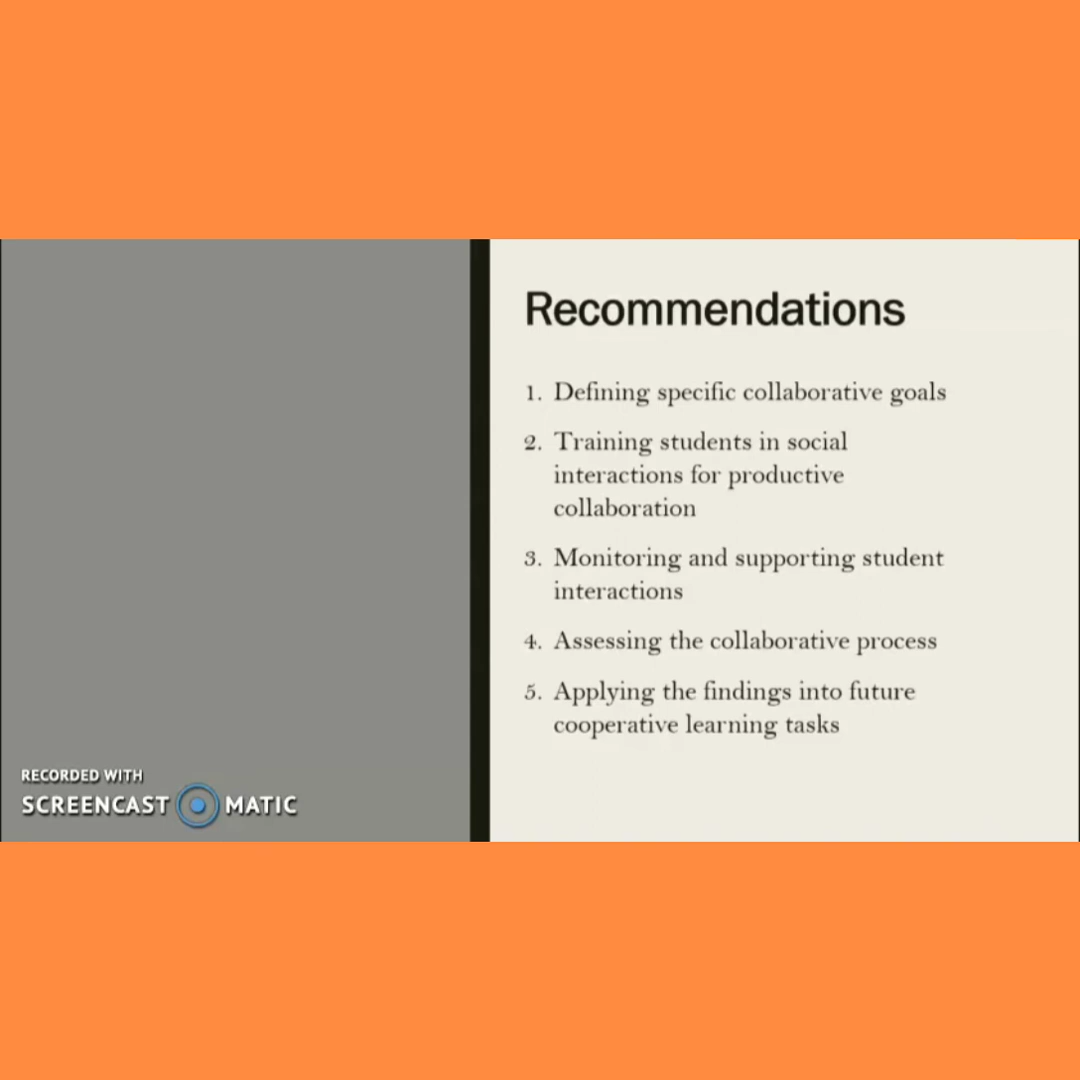 Recommendations
1. Defining specific collaborative goals
2. Training students in social
interactions for productive
collaboration
3. Monitoring and supporting student
interactions
4. Assessing the collaborative process
5. Applying the findings into future
cooperative learning tasks
RECORDED WITH
SCREENCAST MATIC